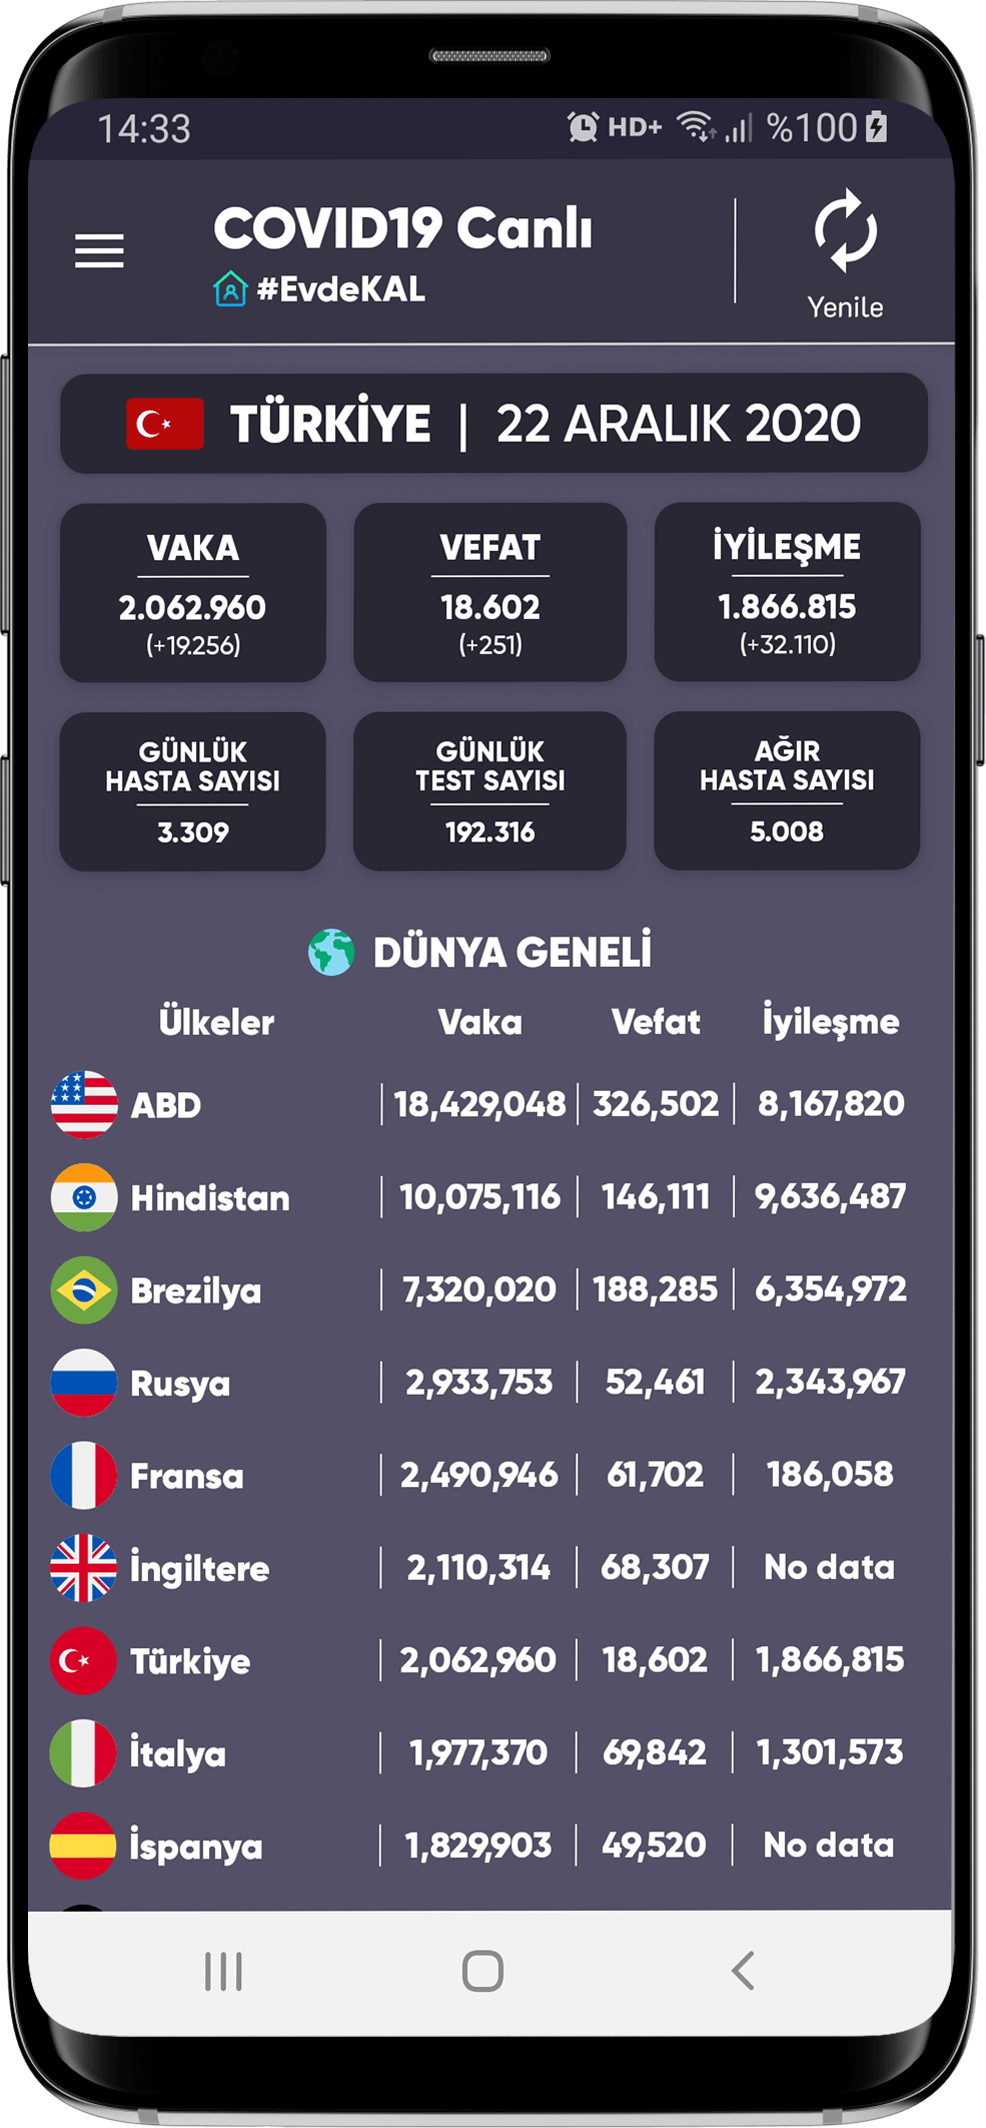 14:33 HD+ %100
COVID19 Canlı
#EvdeKAL
Yenile
TÜRKİYE | 22 ARALIK 2020
VAKA
2.062.960
(+19.256)
VEFAT
18.602
(+251)
İYİLEŞME
1.866.815
(+32.110)
GÜNLÜK
HASTA SAYISI
3.309
GÜNLÜK
TEST SAYISI
192.316
AĞIR
HASTA SAYISI
5.008
DÜNYA GENELİ
Ülkeler Vaka Vefat İyileşme
ABD | 18,429,048 | 326,502 | 8,167,820
Hindistan | 10,075,116 | 146,111 | 9,636,487
Brezilya | 7,320,020 | 188,285 | 6,354,972
Rusya | 2,933,753 | 52,461 | 2,343,967
Fransa | 2,490,946 | 61,702 | 186,058
İngiltere | 2,110,314 | 68,307 | No data
Türkiye | 2,062,960 | 18,602 | 1,866,815
İtalya | 1,977,370 | 69,842 | 1,301,573
İspanya | 1,829,903 | 49,520 | No data